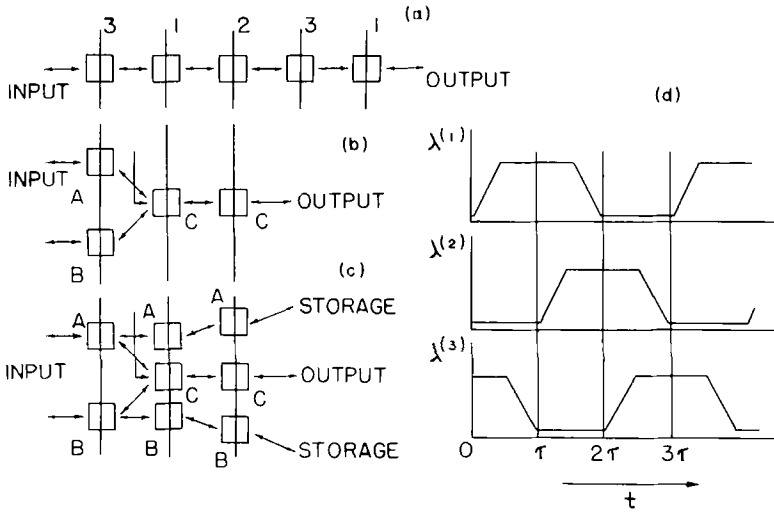 3 1 2 3 1 (a)
INPUT OUTPUT
(b)
INPUT
A
C C OUTPUT
B
(c)
A A A STORAGE
INPUT C C OUTPUT
B B B STORAGE
(d)
λ(1)
λ(2)
λ(3)
0 τ 2τ 3τ
t